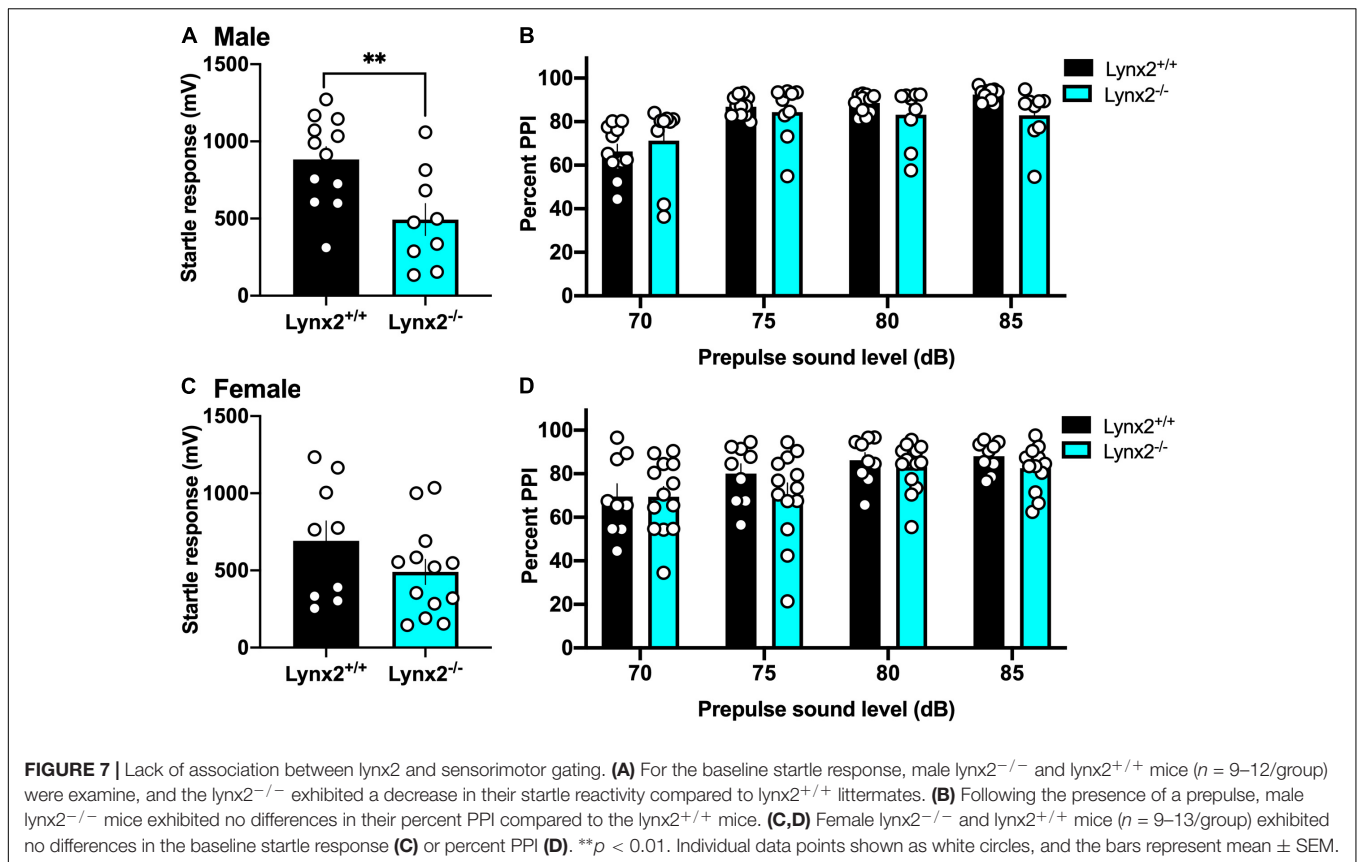 A Male
1500
1000
500
0
Startle response (mV)
**
Lynx2+/+ Lynx2-/-
B
100
80
60
40
20
0
Percent PPI
70 75 80 85
Prepulse sound level (dB)
Lynx2+/+
Lynx2-/-
C Female
1500
1000
500
0
Startle response (mV)
Lynx2+/+ Lynx2-/-
D
100
80
60
40
20
0
Percent PPI
70 75 80 85
Prepulse sound level (dB)
Lynx2+/+
Lynx2-/-
FIGURE 7 | Lack of association between lynx2 and sensorimotor gating. (A) For the baseline startle response, male lynx2−/− and lynx2+/+ mice (n = 9–12/group)
were examine, and the lynx2−/− exhibited a decrease in their startle reactivity compared to lynx2+/+ littermates. (B) Following the presence of a prepulse, male
lynx2−/− mice exhibited no differences in their percent PPI compared to the lynx2+/+ mice. (C,D) Female lynx2−/− and lynx2+/+ mice (n = 9–13/group) exhibited
no differences in the baseline startle response (C) or percent PPI (D). **p < 0.01. Individual data points shown as white circles, and the bars represent mean ± SEM.